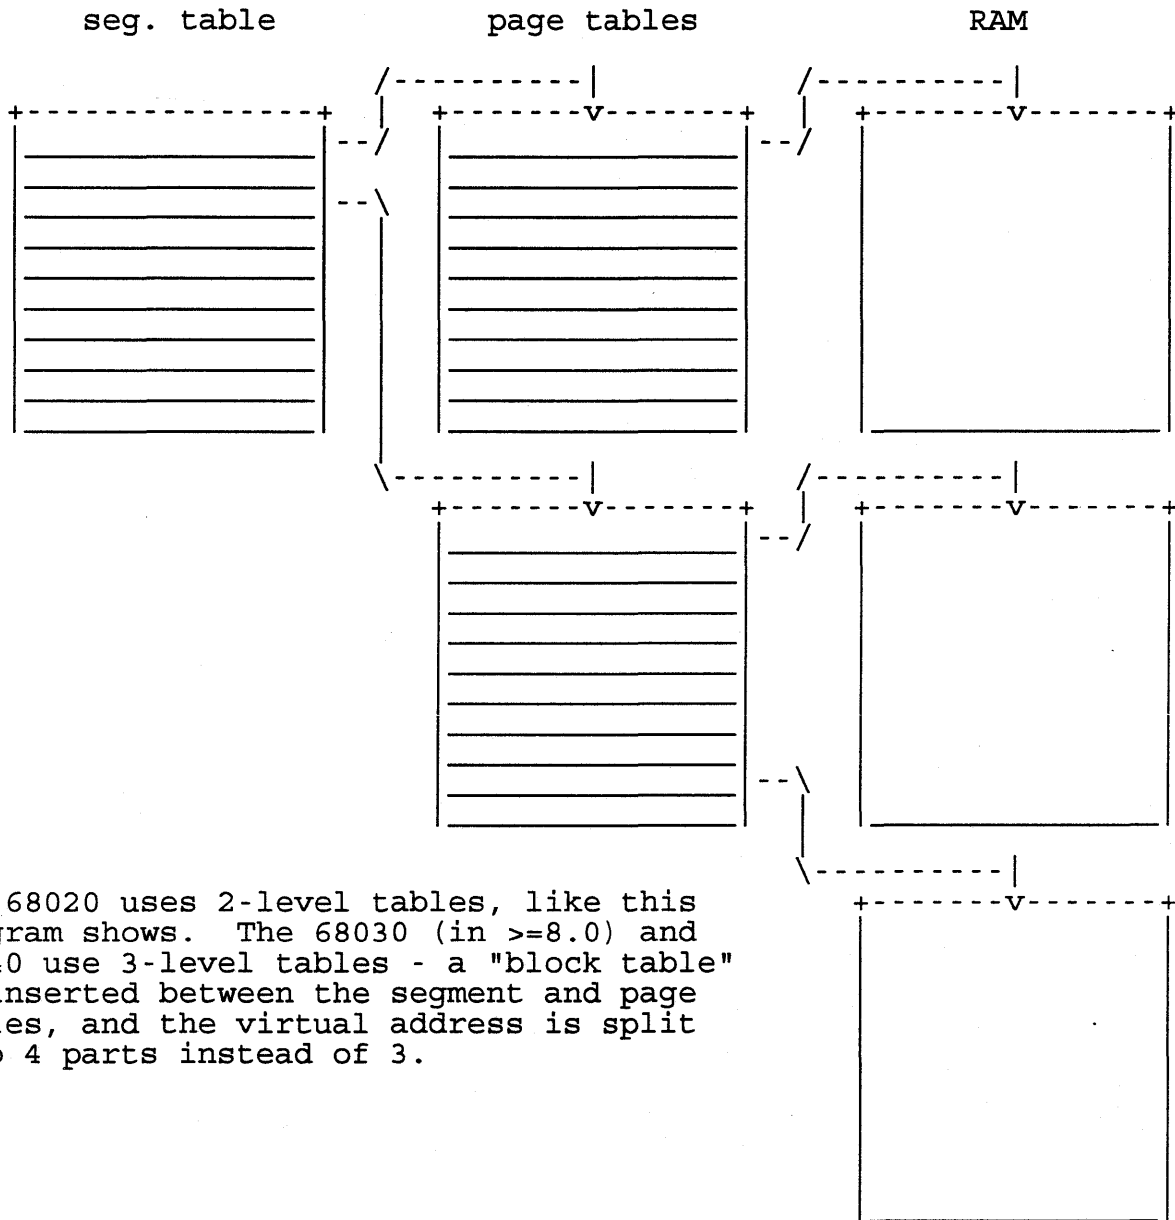 seg. table page tables RAM
68020 uses 2-level tables, like this
gram shows. The 68030 (in >=8.0) and
0 use 3-level tables - a "block table"
inserted between the segment and page
les, and the virtual address is split
4 parts instead of 3.